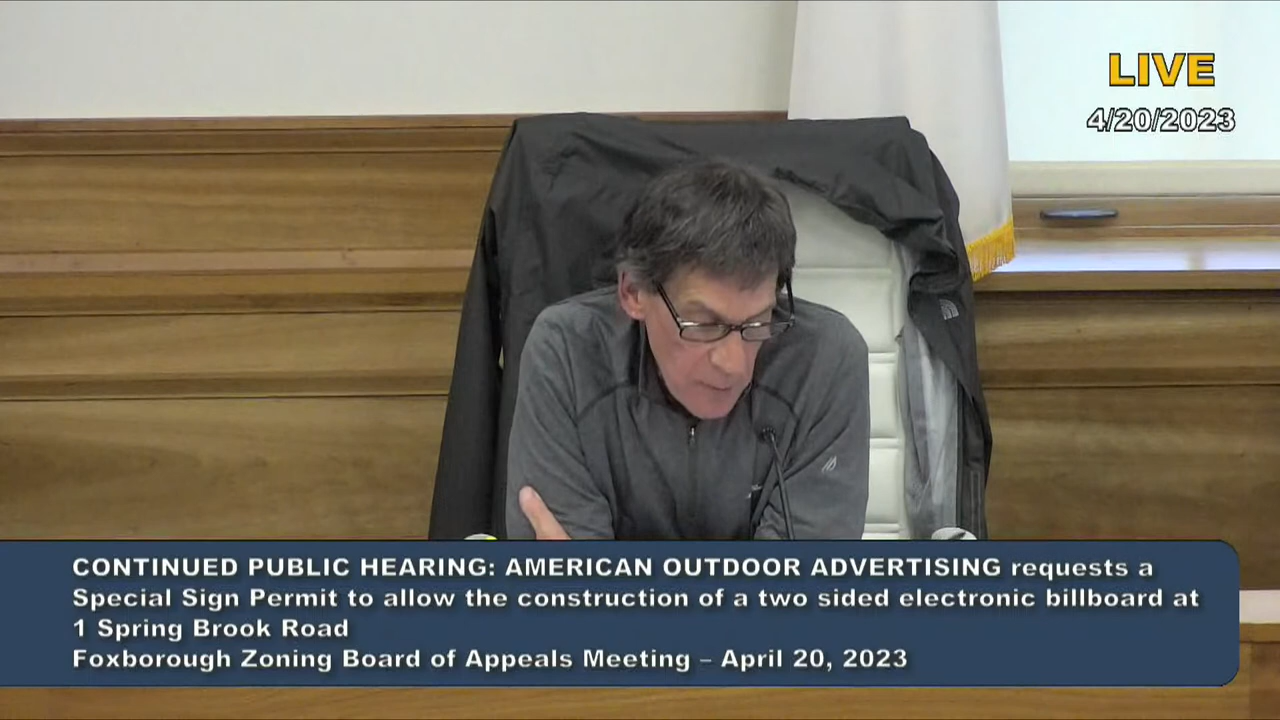 LIVE
4/20/2023
CONTINUED PUBLIC HEARING: AMERICAN OUTDOOR ADVERTISING requests a
Special Sign Permit to allow the construction of a two sided electronic billboard at
1 Spring Brook Road
Foxborough Zoning Board of Appeals Meeting – April 20, 2023